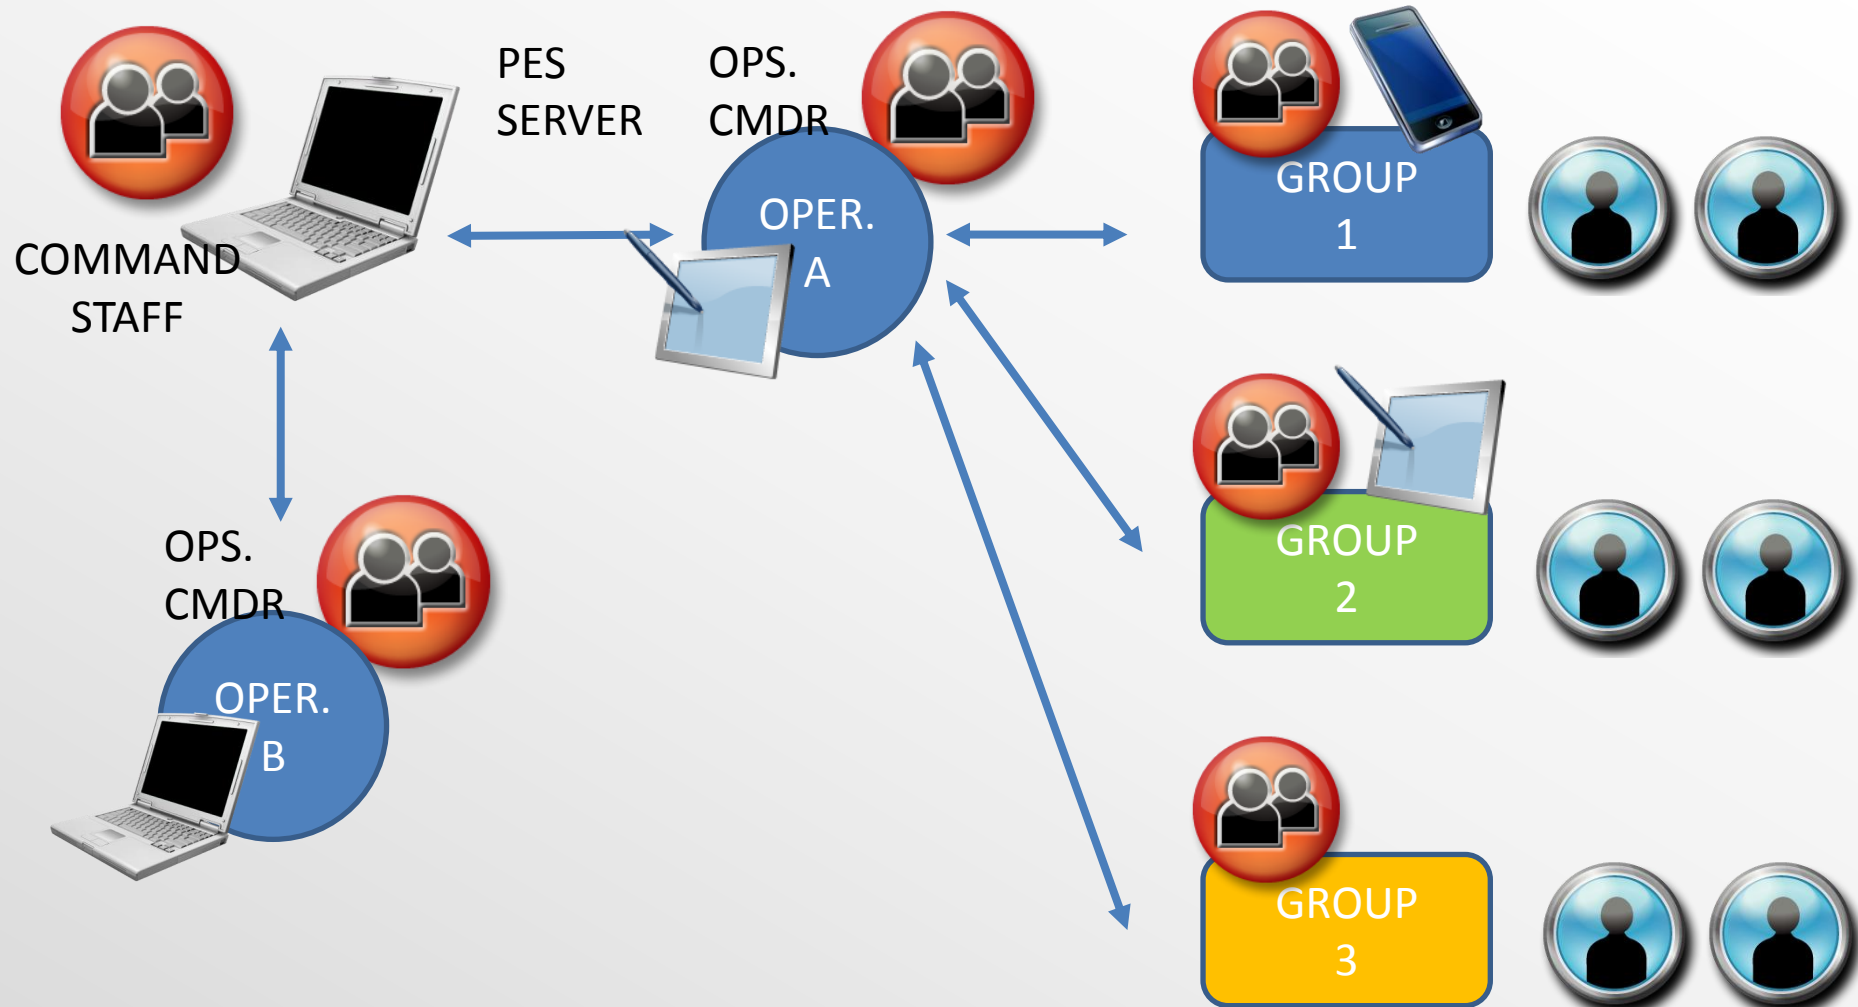 PES
SERVER
OPS.
CMDR
OPER.
A
COMMAND
STAFF
OPS.
CMDR
OPER.
B
GROUP
1
GROUP
2
GROUP
3